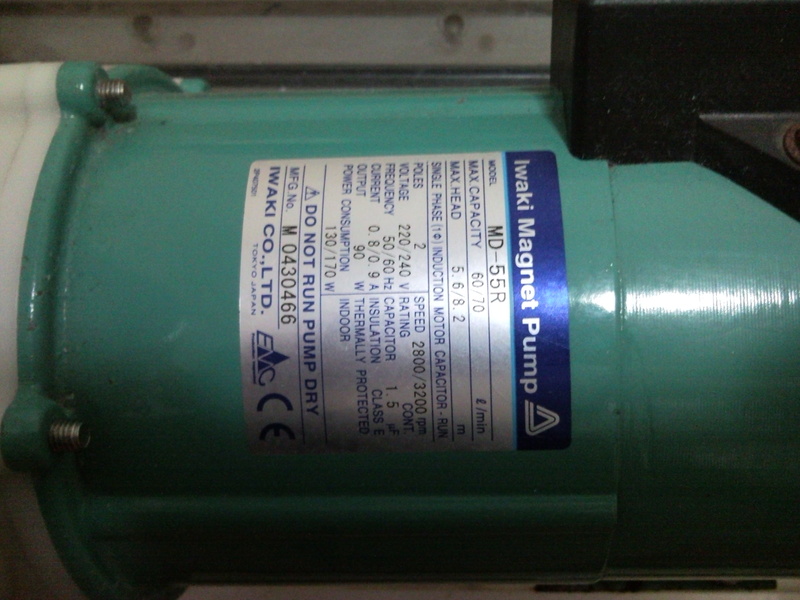 Iwaki Magnet Pump
MODEL MD-55R
MAX.CAPACITY 60/70 ℓ/min
MAX.HEAD 5.6/8.2 m
SINGLE PHASE (1Φ) INDUCTION MOTOR CAPACITOR-RUN
POLES 2 SPEED 2800/3200 rpm
VOLTAGE 220/240 V RATING CONT.
FREQUENCY 50/60 Hz CAPACITOR 1.5 μF
CURRENT 0.8/0.9 A INSULATION CLASS E
OUTPUT 90 W THERMALLY PROTECTED
POWER CONSUMPTION INDOOR
130/170 W
⚠ DO NOT RUN PUMP DRY
MFG.No. M 0430466
IWAKI CO.,LTD.
TOKYO JAPAN
EMC CE